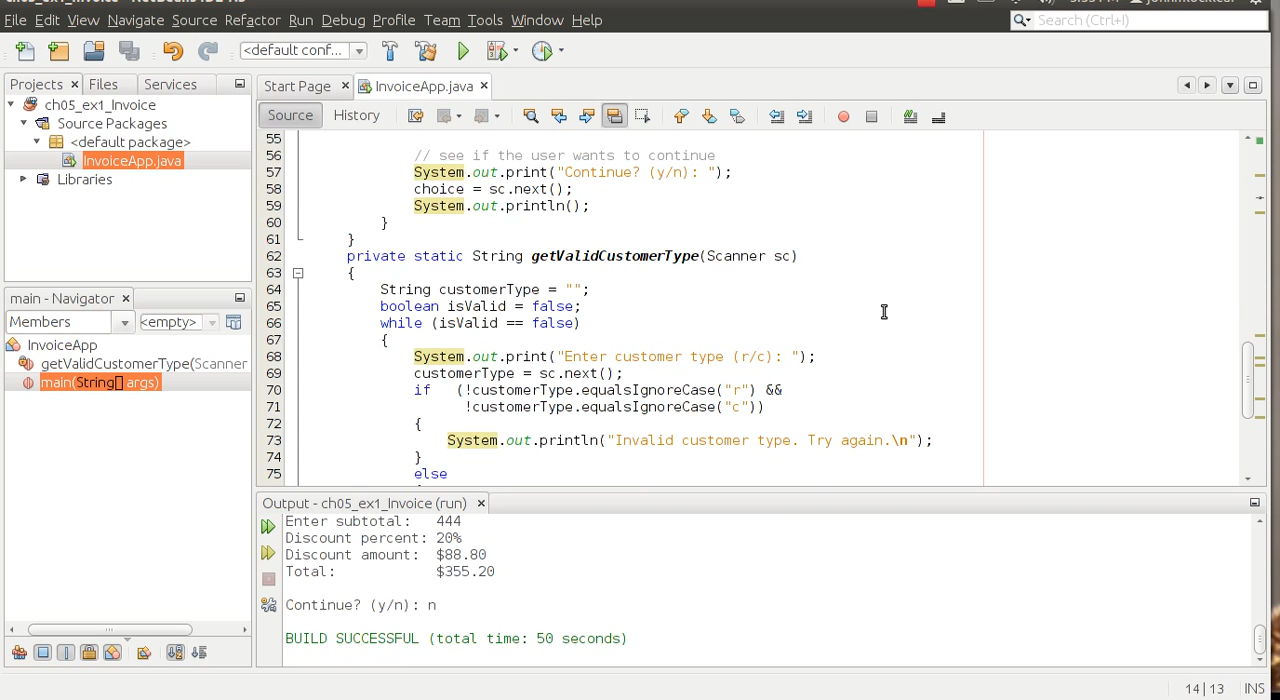 File Edit View Navigate Source Refactor Run Debug Profile Team Tools Window Help
Search (Ctrl+I)
<default conf...
Projects Files Services
Start Page InvoiceApp.java
Source History
ch05_ex1_Invoice
Source Packages
<default package>
InvoiceApp.java
Libraries
main - Navigator
Members <empty>
InvoiceApp
getValidCustomerType(Scanner
main(String[] args)
55
56 // see if the user wants to continue
57 System.out.print("Continue? (y/n): ");
58 choice = sc.next();
59 System.out.println();
60 }
61 }
62 private static String getValidCustomerType(Scanner sc)
63 {
64 String customerType = "";
65 boolean isValid = false;
66 while (isValid == false)
67 {
68 System.out.print("Enter customer type (r/c): ");
69 customerType = sc.next();
70 if (!customerType.equalsIgnoreCase("r") &&
71 !customerType.equalsIgnoreCase("c"))
72 {
73 System.out.println("Invalid customer type. Try again.\n");
74 }
75 else
Output - ch05_ex1_Invoice (run)
Enter subtotal: 444
Discount percent: 20%
Discount amount: $88.80
Total: $355.20
Continue? (y/n): n
BUILD SUCCESSFUL (total time: 50 seconds)
14|13 INS